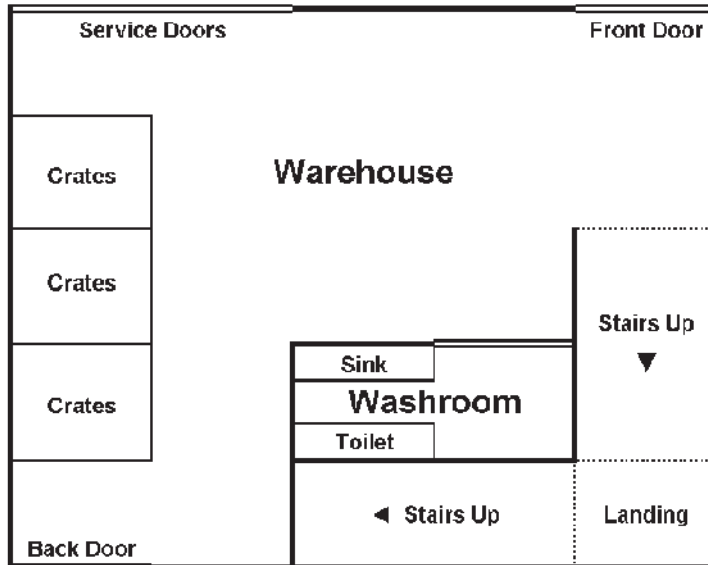 Service Doors
Front Door
Crates
Warehouse
Crates
Stairs Up
Sink
Washroom
Crates
Toilet
Stairs Up
Landing
Back Door